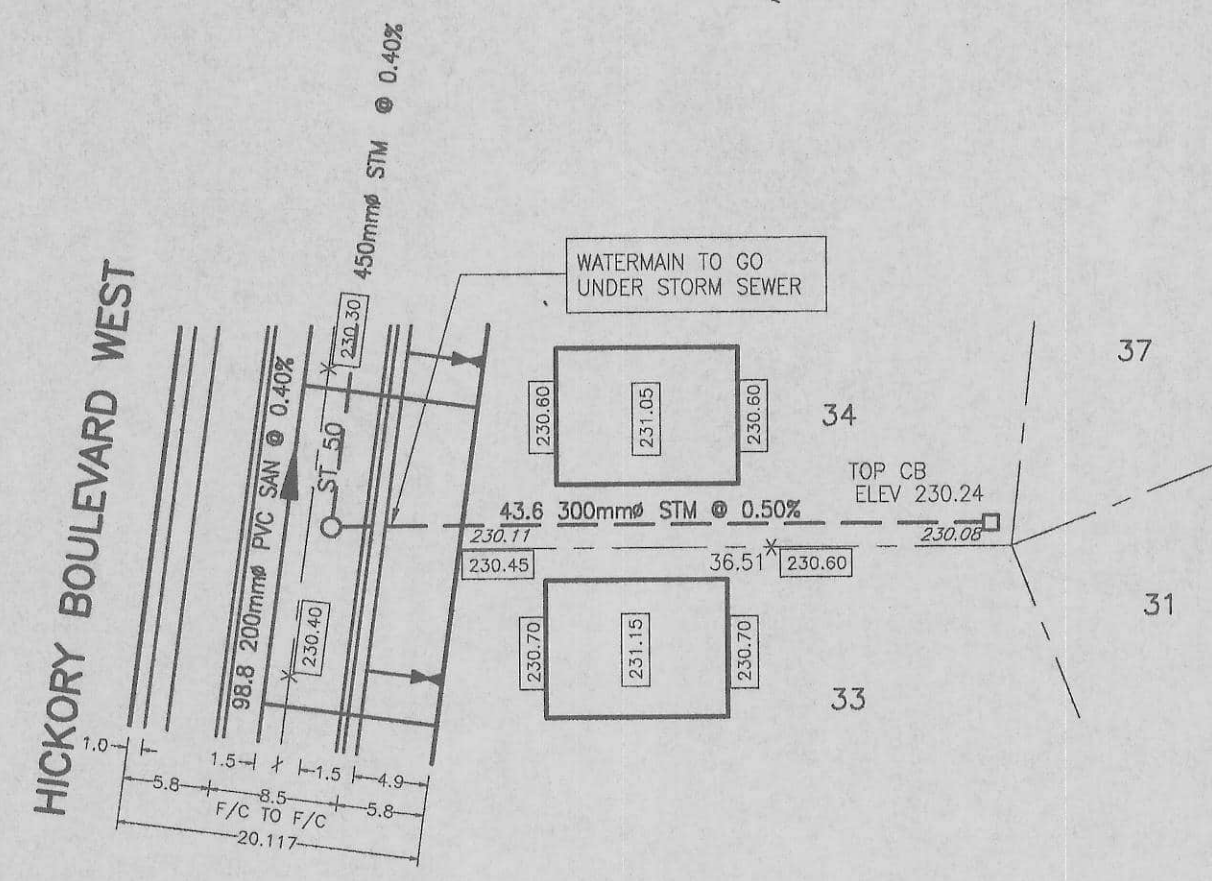 HICKORY BOULEVARD WEST
450mmø STM @ 0.40%
WATERMAIN TO GO
UNDER STORM SEWER
230.30
98.8 200mmø PVC SAN @ 0.40%
ST 50
230.40
230.60
231.05
230.60
34
37
TOP CB
ELEV 230.24
43.6 300mmø STM @ 0.50%
230.11
230.08
230.45
36.51
230.60
31
230.70
231.15
230.70
33
1.0
1.5
1.5
4.9
5.8
8.5
5.8
F/C TO F/C
20.117